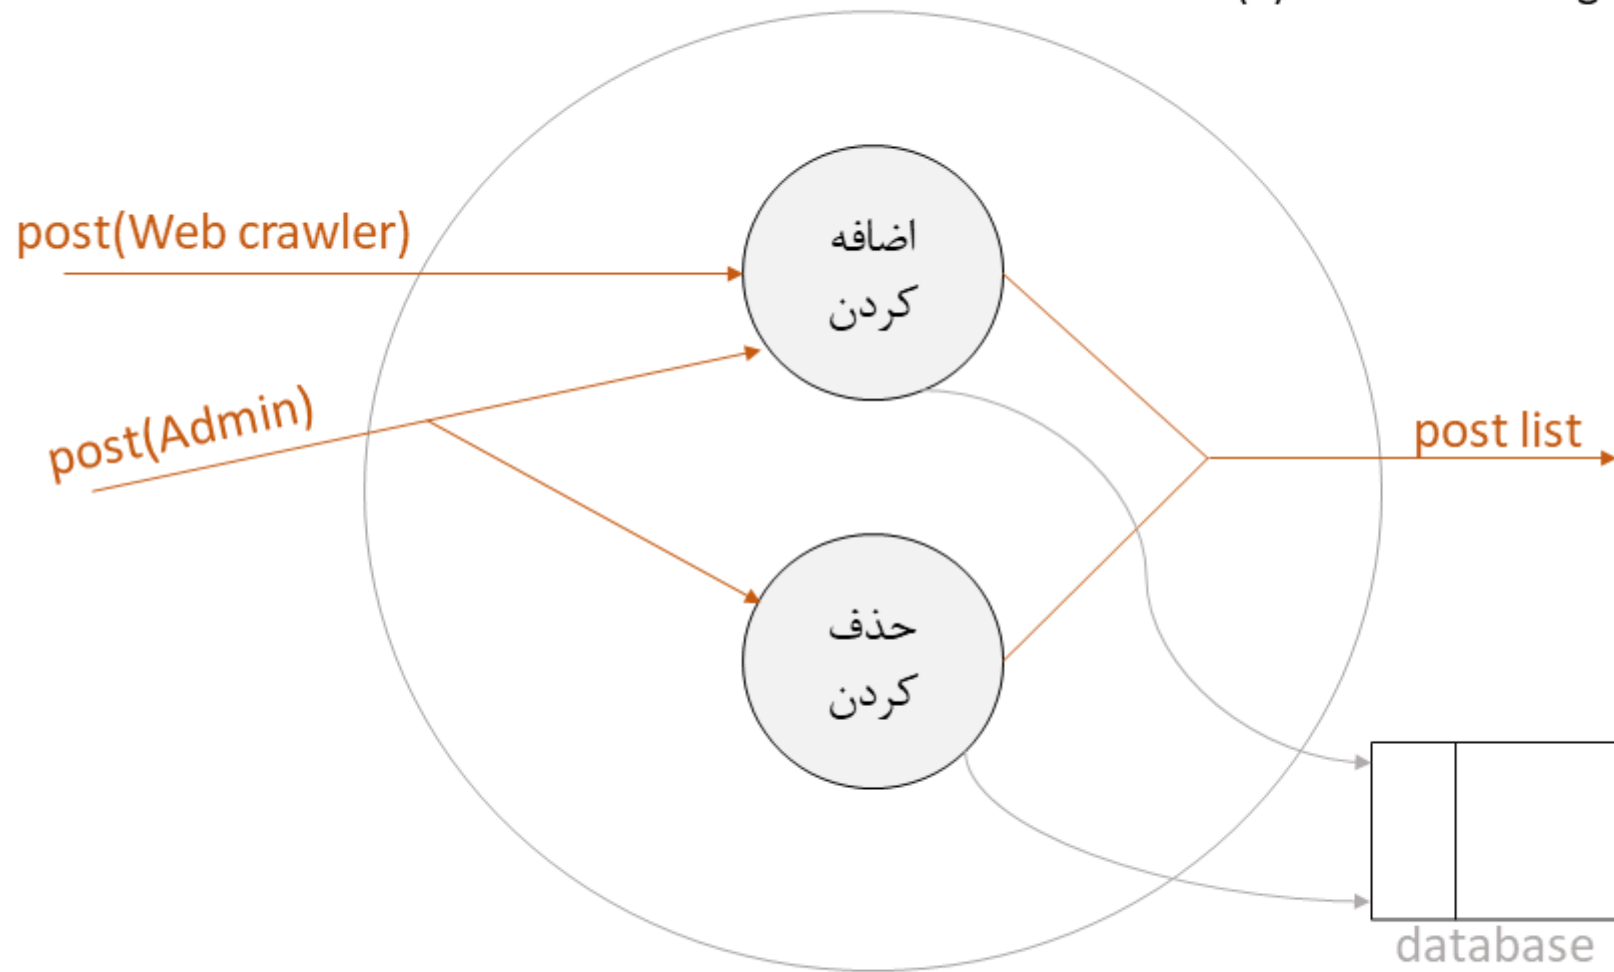 post(Web crawler)
اضافه
کردن
post(Admin)
post list
حذف
کردن
database